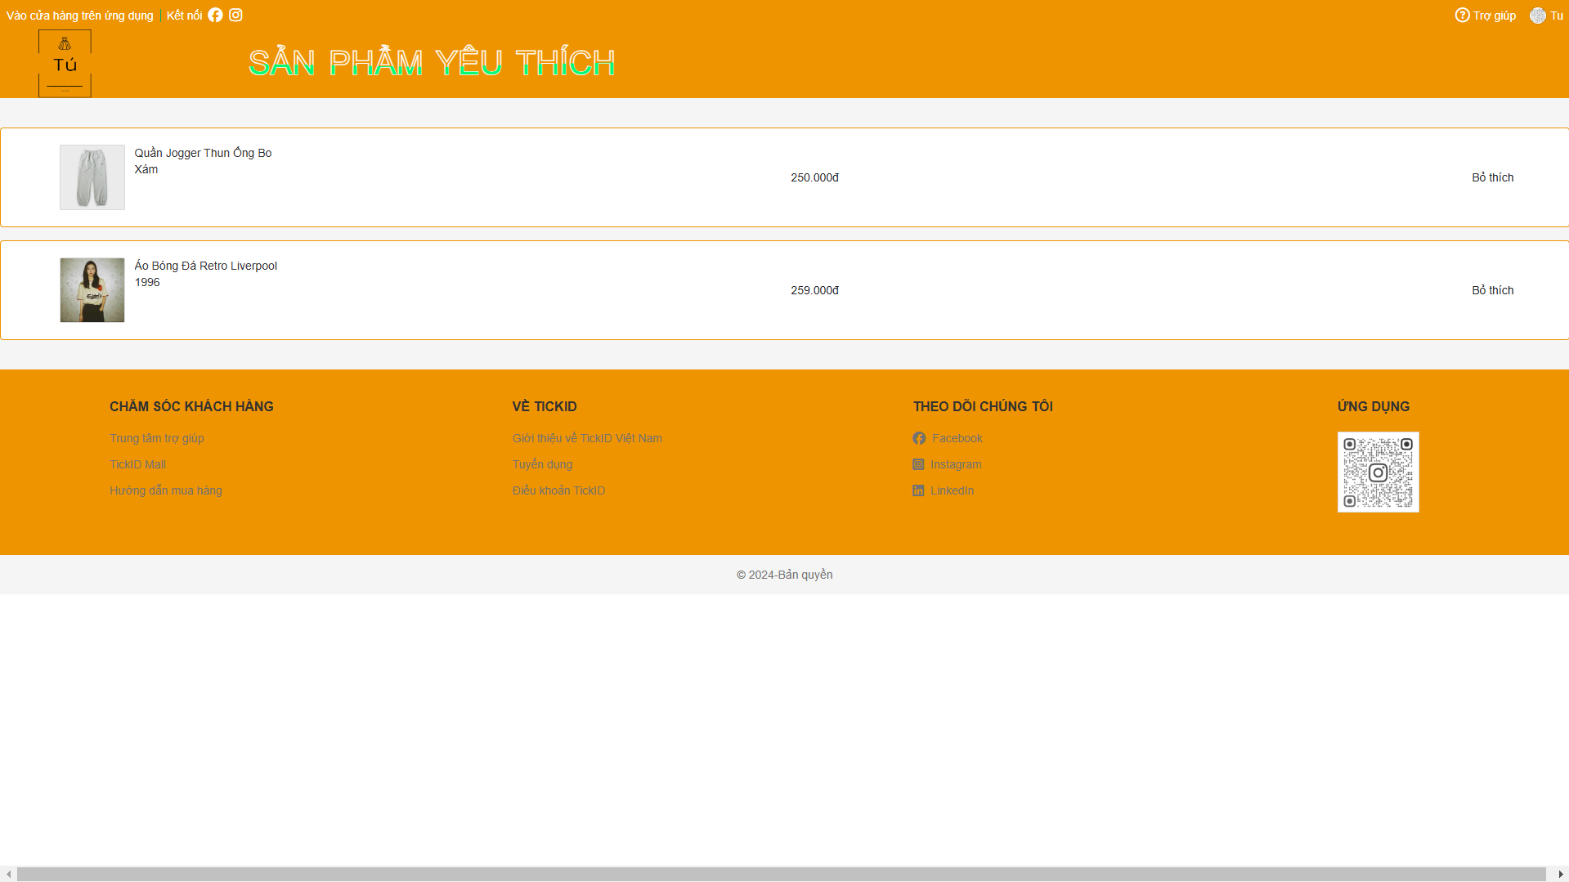 Vào cửa hàng trên ứng dụng Kết nối
Trợ giúp Tu
Tú
SẢN PHẨM YÊU THÍCH
Quần Jogger Thun Ống Bo
Xám
250.000đ
Bỏ thích
Áo Bóng Đá Retro Liverpool
1996
259.000đ
Bỏ thích
CHĂM SÓC KHÁCH HÀNG
Trung tâm trợ giúp
TickID Mall
Hướng dẫn mua hàng
VỀ TICKID
Giới thiệu về TickID Việt Nam
Tuyển dụng
Điều khoản TickID
THEO DÕI CHÚNG TÔI
Facebook
Instagram
LinkedIn
ỨNG DỤNG
© 2024-Bản quyền